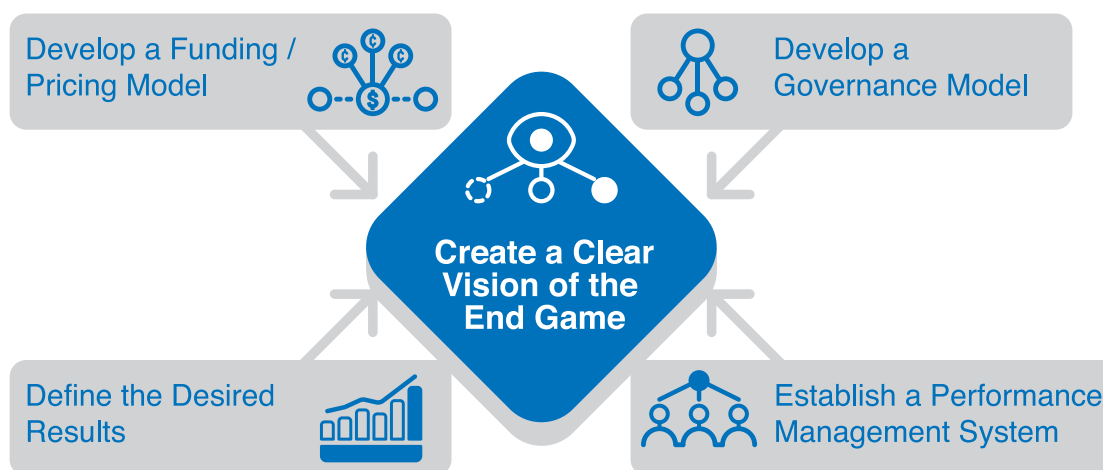 Develop a Funding /
Pricing Model
Develop a
Governance Model
Create a Clear
Vision of the
End Game
Define the Desired
Results
Establish a Performance
Management System